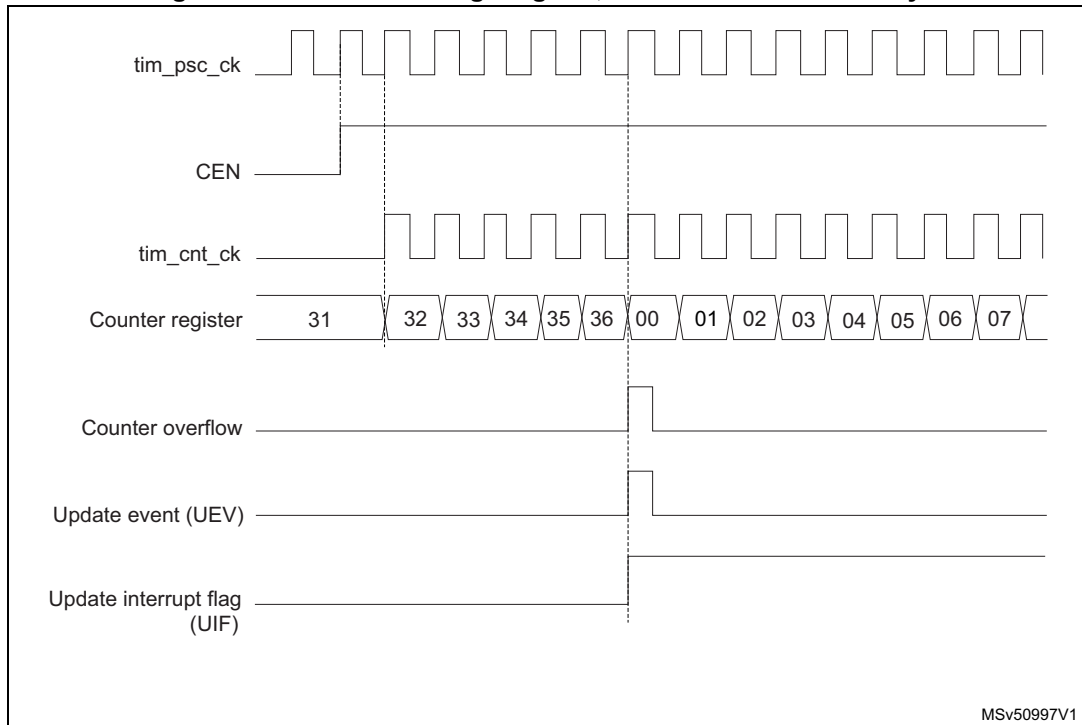 tim_psc_ck
CEN
tim_cnt_ck
Counter register 31 32 33 34 35 36 00 01 02 03 04 05 06 07
Counter overflow
Update event (UEV)
Update interrupt flag
(UIF)
MSv50997V1